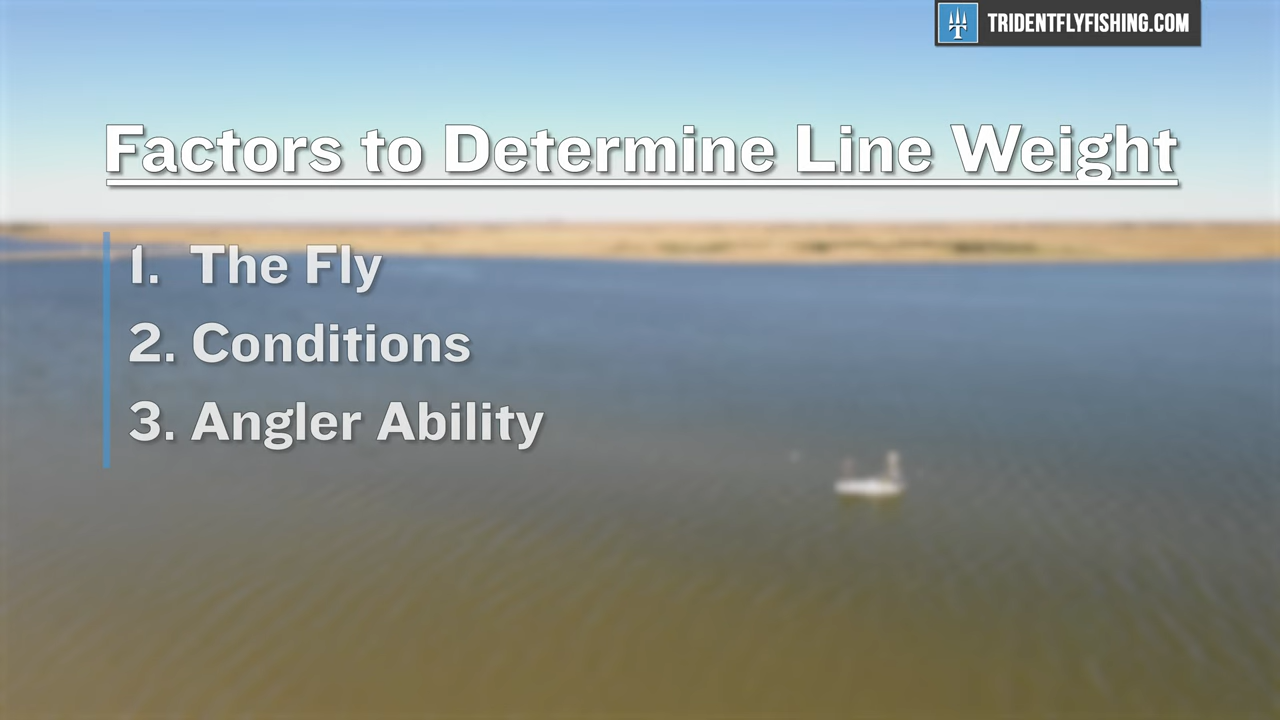 TRIDENTFLYFISHING.COM
Factors to Determine Line Weight
1. The Fly
2. Conditions
3. Angler Ability